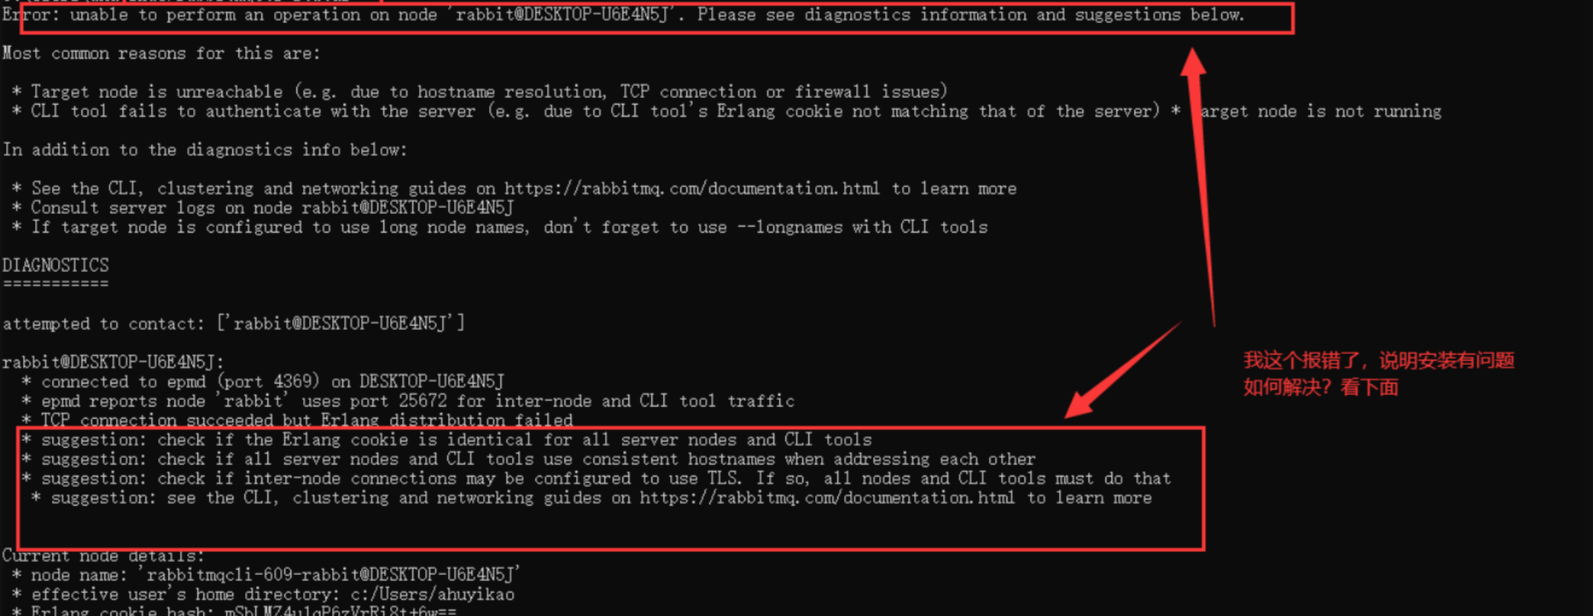 Error: unable to perform an operation on node 'rabbit@DESKTOP-U6E4N5J'. Please see diagnostics information and suggestions below.
Most common reasons for this are:
* Target node is unreachable (e.g. due to hostname resolution, TCP connection or firewall issues)
* CLI tool fails to authenticate with the server (e.g. due to CLI tool's Erlang cookie not matching that of the server) * arget node is not running
In addition to the diagnostics info below:
* See the CLI, clustering and networking guides on https://rabbitmq.com/documentation.html to learn more
* Consult server logs on node rabbit@DESKTOP-U6E4N5J
* If target node is configured to use long node names, don't forget to use --longnames with CLI tools
DIAGNOSTICS
===========
attempted to contact: ['rabbit@DESKTOP-U6E4N5J']
rabbit@DESKTOP-U6E4N5J:
* connected to epmd (port 4369) on DESKTOP-U6E4N5J
* epmd reports node 'rabbit' uses port 25672 for inter-node and CLI tool traffic
* TCP connection succeeded but Erlang distribution failed
* suggestion: check if the Erlang cookie is identical for all server nodes and CLI tools
* suggestion: check if all server nodes and CLI tools use consistent hostnames when addressing each other
* suggestion: check if inter-node connections may be configured to use TLS. If so, all nodes and CLI tools must do that
* suggestion: see the CLI, clustering and networking guides on https://rabbitmq.com/documentation.html to learn more
我这个报错了，说明安装有问题
如何解决？看下面
Current node details:
* node name: 'rabbitmqcli-609-rabbit@DESKTOP-U6E4N5J'
* effective user's home directory: c:/Users/ahuyikao
* Erlang cookie hash: